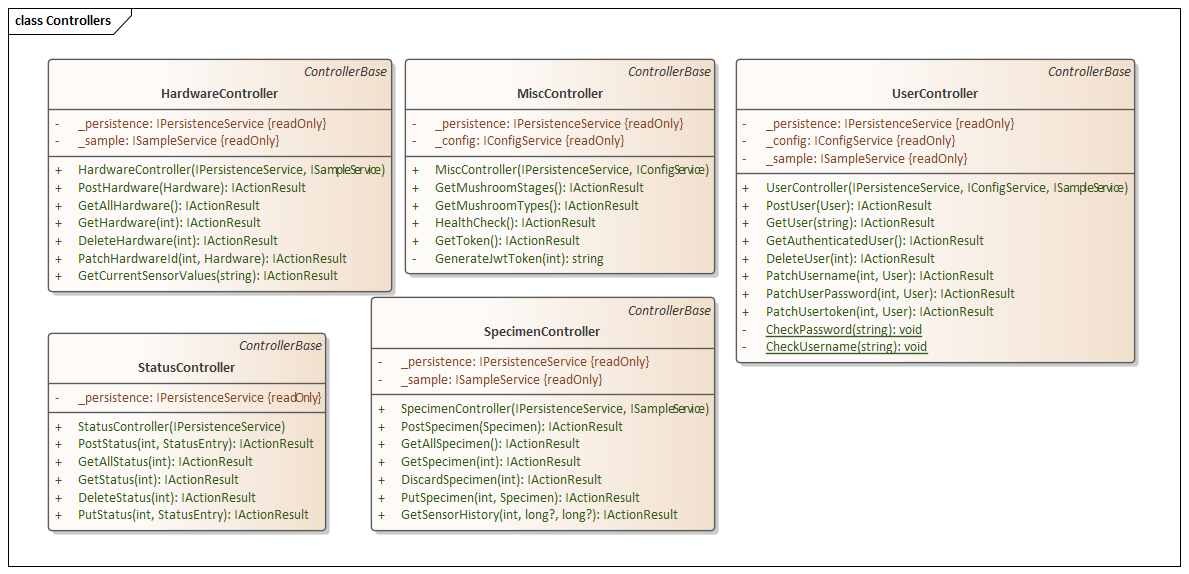 class Controllers
ControllerBase
HardwareController
- _persistence: IPersistenceService {readOnly}
- _sample: ISampleService {readOnly}
+ HardwareController(IPersistenceService, ISampleService)
+ PostHardware(Hardware): IActionResult
+ GetAllHardware(): IActionResult
+ GetHardware(int): IActionResult
+ DeleteHardware(int): IActionResult
+ PatchHardwareId(int, Hardware): IActionResult
+ GetCurrentSensorValues(string): IActionResult
ControllerBase
MiscController
- _persistence: IPersistenceService {readOnly}
- _config: IConfigService {readOnly}
+ MiscController(IPersistenceService, IConfigService)
+ GetMushroomStages(): IActionResult
+ GetMushroomTypes(): IActionResult
+ HealthCheck(): IActionResult
+ GetToken(): IActionResult
- GenerateJwtToken(int): string
ControllerBase
UserController
- _persistence: IPersistenceService {readOnly}
- _config: IConfigService {readOnly}
- _sample: ISampleService {readOnly}
+ UserController(IPersistenceService, IConfigService, ISampleService)
+ PostUser(User): IActionResult
+ GetUser(string): IActionResult
+ GetAuthenticatedUser(): IActionResult
+ DeleteUser(int): IActionResult
+ PatchUsername(int, User): IActionResult
+ PatchUserPassword(int, User): IActionResult
+ PatchUsertoken(int, User): IActionResult
- CheckPassword(string): void
- CheckUsername(string): void
ControllerBase
StatusController
- _persistence: IPersistenceService {readOnly}
+ StatusController(IPersistenceService)
+ PostStatus(int, StatusEntry): IActionResult
+ GetAllStatus(int): IActionResult
+ GetStatus(int): IActionResult
+ DeleteStatus(int): IActionResult
+ PutStatus(int, StatusEntry): IActionResult
ControllerBase
SpecimenController
- _persistence: IPersistenceService {readOnly}
- _sample: ISampleService {readOnly}
+ SpecimenController(IPersistenceService, ISampleService)
+ PostSpecimen(Specimen): IActionResult
+ GetAllSpecimen(): IActionResult
+ GetSpecimen(int): IActionResult
+ DiscardSpecimen(int): IActionResult
+ PutSpecimen(int, Specimen): IActionResult
+ GetSensorHistory(int, long?, long?): IActionResult